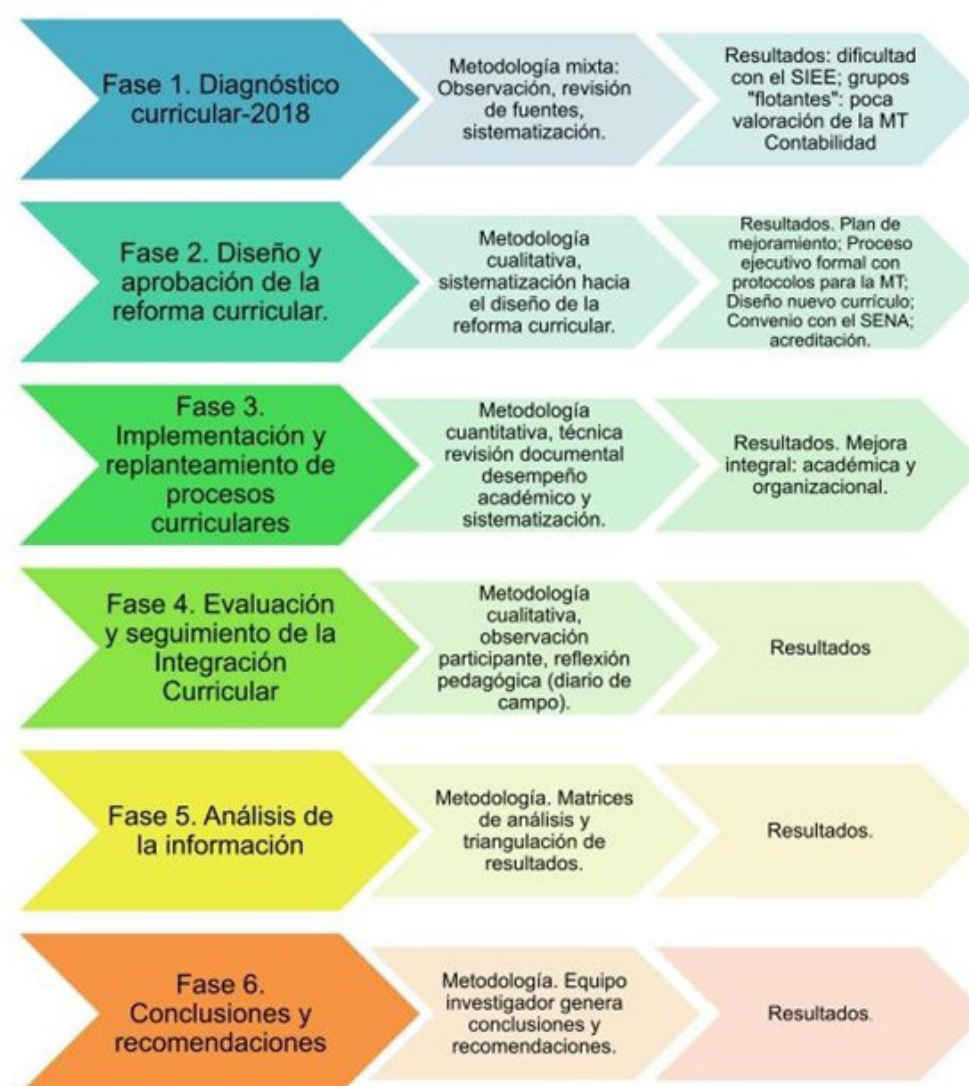 Fase 1. Diagnóstico
curricular-2018
Metodología mixta:
Observación, revisión
de fuentes,
sistematización.
Resultados: dificultad
con el SIEE; grupos
"flotantes": poca
valoración de la MT
Contabilidad
Fase 2. Diseño y
aprobación de la
reforma curricular.
Metodología
cualitativa,
sistematización hacia
el diseño de la
reforma curricular.
Resultados. Plan de
mejoramiento; Proceso
ejecutivo formal con
protocolos para la MT;
Diseño nuevo currículo;
Convenio con el SENA;
acreditación.
Fase 3.
Implementación y
replanteamiento de
procesos
curriculares
Metodología
cuantitativa, técnica
revisión documental
desempeño
académico y
sistematización.
Resultados. Mejora
integral: académica y
organizacional.
Fase 4. Evaluación
y seguimiento de la
Integración
Curricular
Metodología
cualitativa,
observación
participante, reflexión
pedagógica (diario de
campo).
Resultados
Fase 5. Análisis de
la información
Metodología. Matrices
de análisis y
triangulación de
resultados.
Resultados.
Fase 6.
Conclusiones y
recomendaciones
Metodología. Equipo
investigador genera
conclusiones y
recomendaciones.
Resultados.